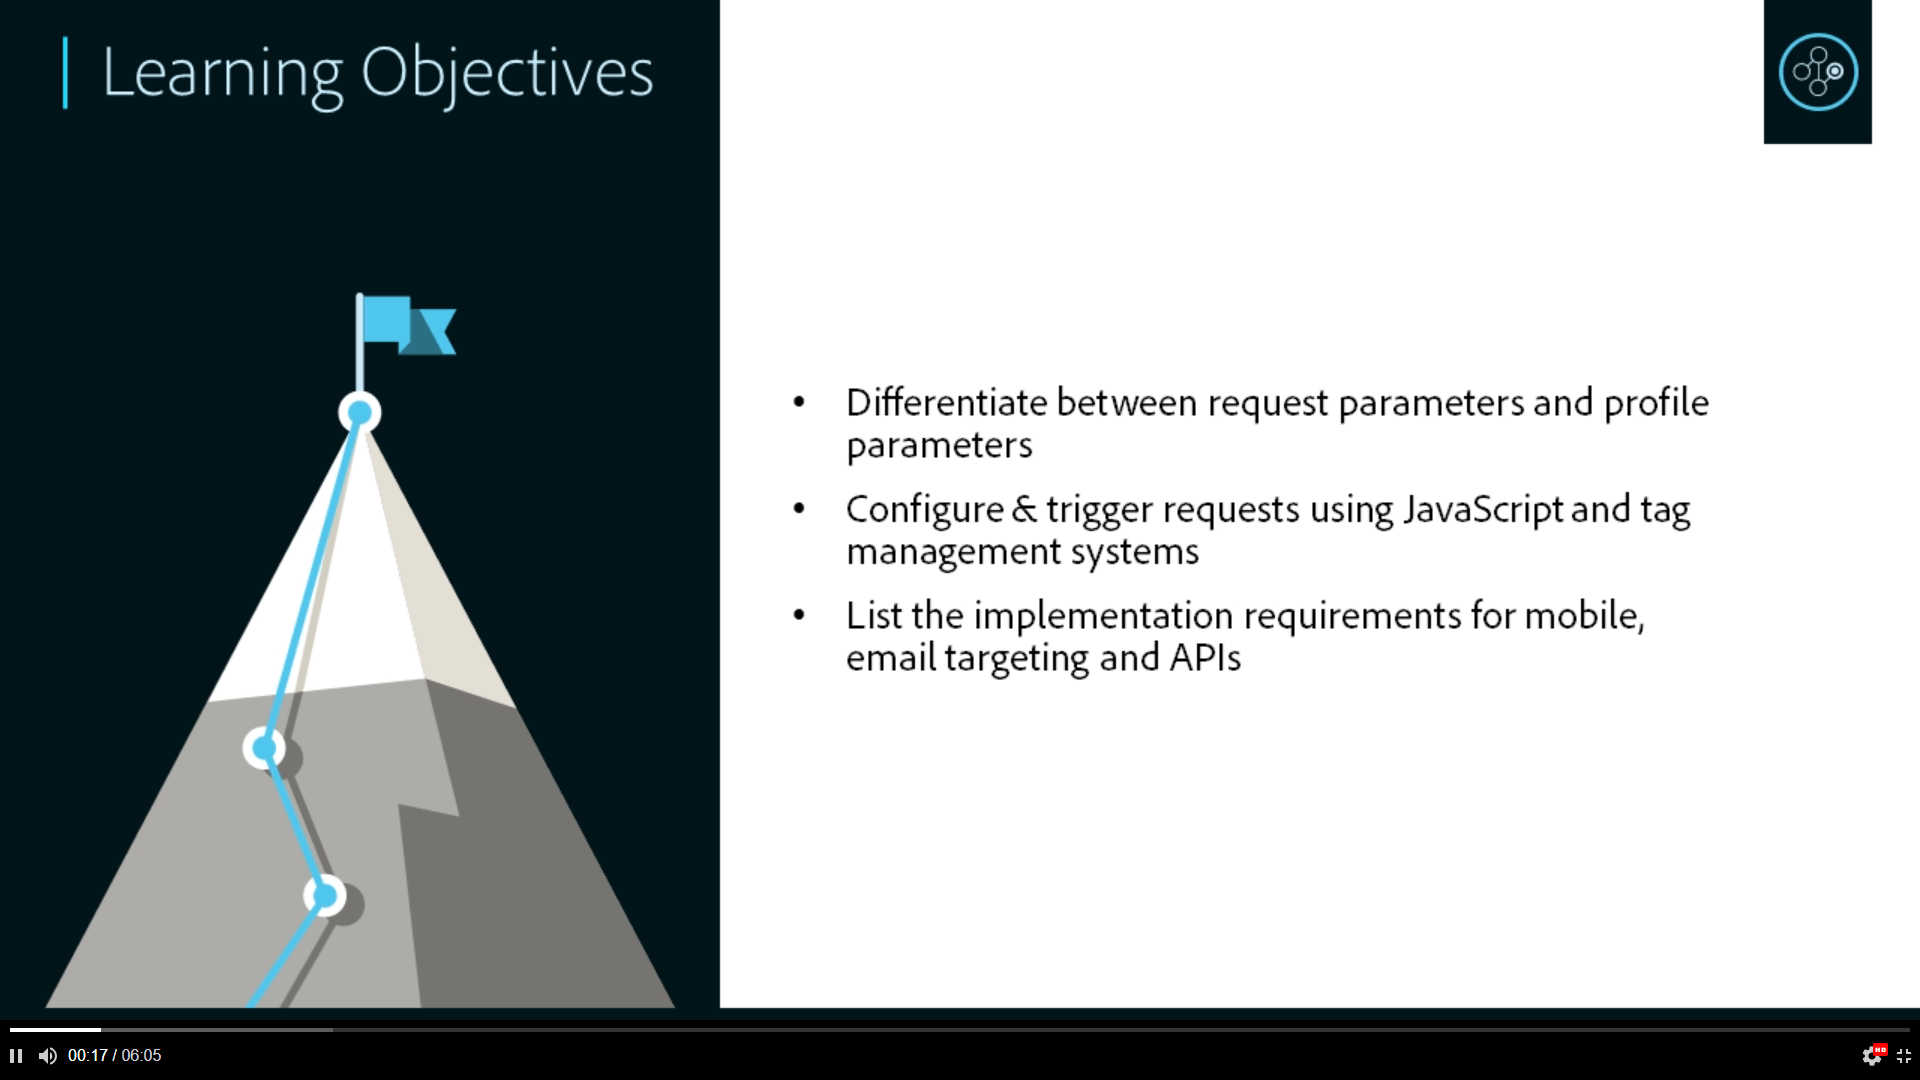 Learning Objectives
• Differentiate between request parameters and profile
parameters
• Configure & trigger requests using JavaScript and tag
management systems
• List the implementation requirements for mobile,
email targeting and APIs
00:17 / 06:05
HD